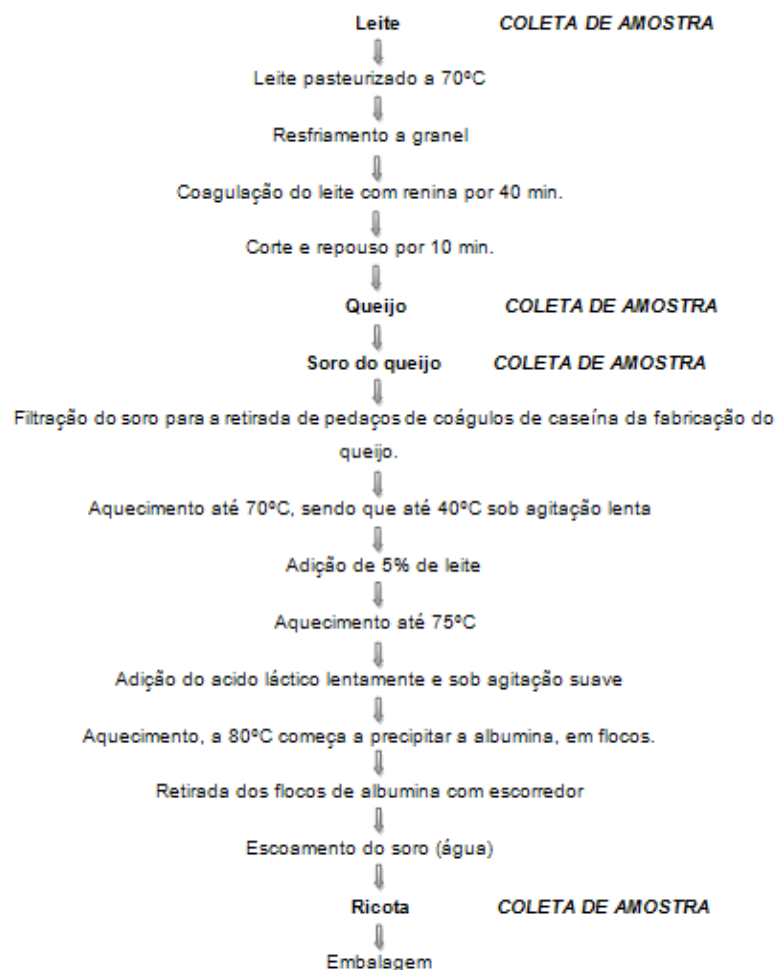 Leite COLETA DE AMOSTRA
Leite pasteurizado a 70ºC
Resfriamento a granel
Coagulação do leite com renina por 40 min.
Corte e repouso por 10 min.
Queijo COLETA DE AMOSTRA
Soro do queijo COLETA DE AMOSTRA
Filtração do soro para a retirada de pedaços de coágulos de caseína da fabricação do
queijo.
Aquecimento até 70ºC, sendo que até 40ºC sob agitação lenta
Adição de 5% de leite
Aquecimento até 75ºC
Adição do acido láctico lentamente e sob agitação suave
Aquecimento, a 80ºC começa a precipitar a albumina, em flocos.
Retirada dos flocos de albumina com escorredor
Escoamento do soro (água)
Ricota COLETA DE AMOSTRA
Embalagem